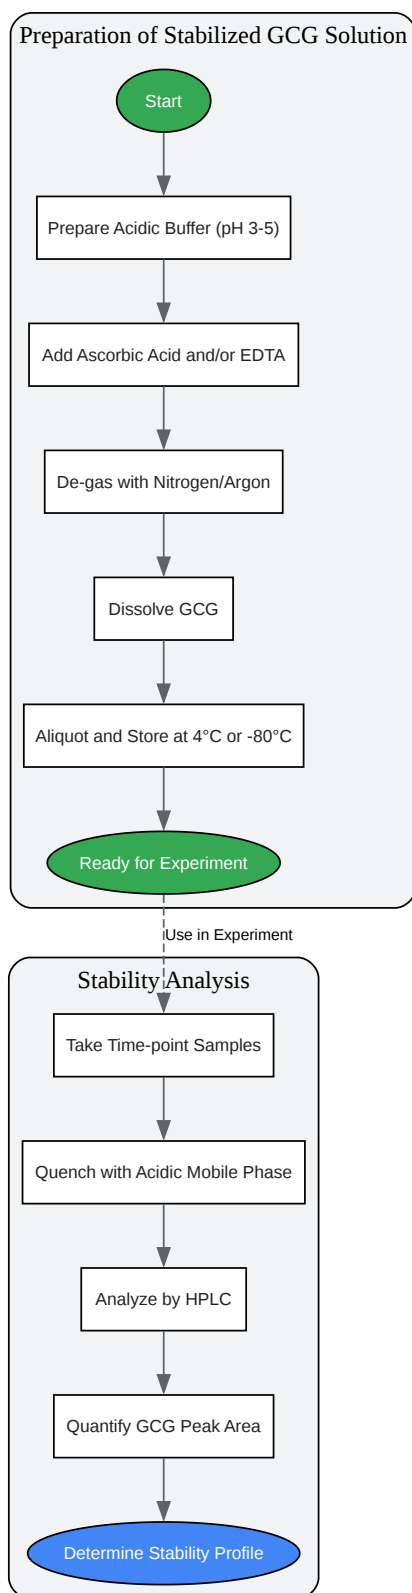 Preparation of Stabilized GCG Solution
Start
Prepare Acidic Buffer (pH 3-5)
Add Ascorbic Acid and/or EDTA
De-gas with Nitrogen/Argon
Dissolve GCG
Aliquot and Store at 4°C or -80°C
Ready for Experiment
Use in Experiment
Stability Analysis
Take Time-point Samples
Quench with Acidic Mobile Phase
Analyze by HPLC
Quantify GCG Peak Area
Determine Stability Profile